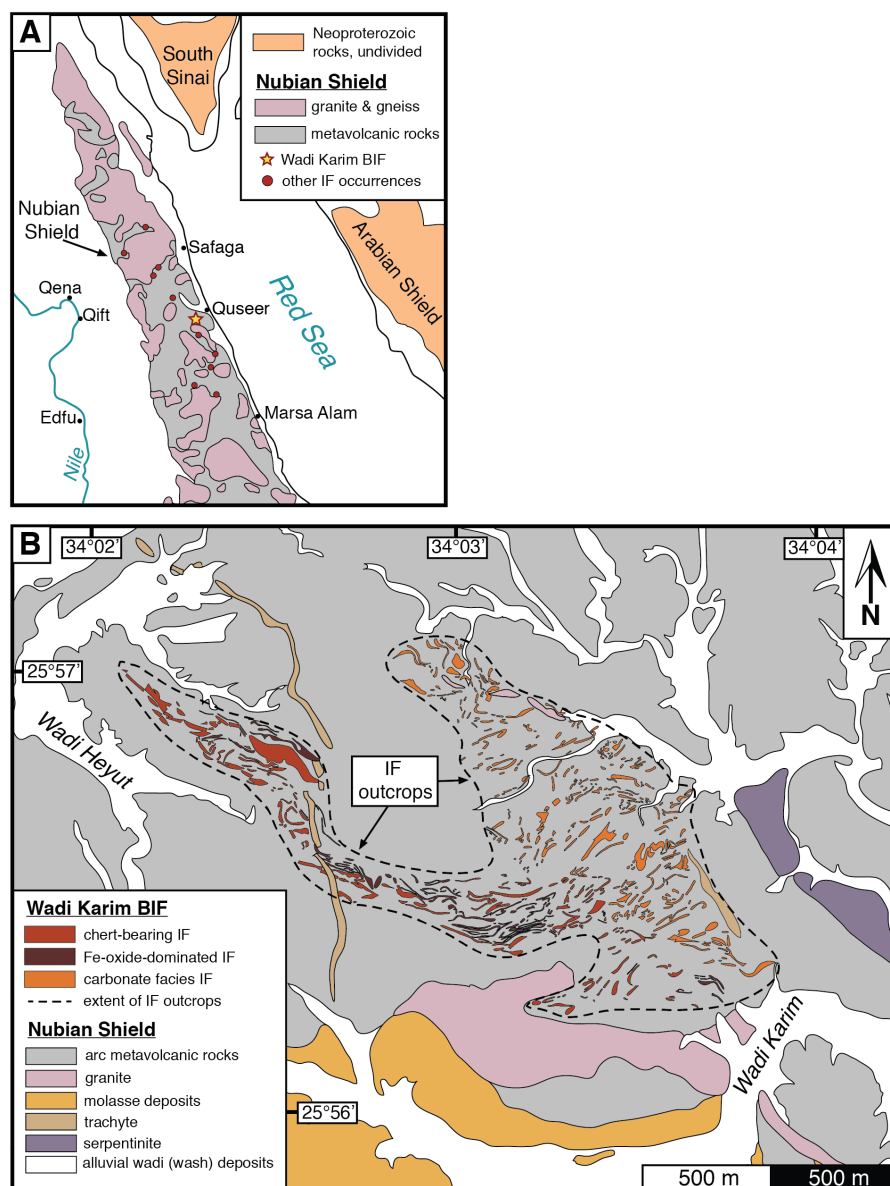 A
South
Sinai
Neoproterozoic
rocks, undivided
Nubian Shield
granite & gneiss
metavolcanic rocks
Wadi Karim BIF
other IF occurrences
Nubian
Shield
Safaga
Arabian Shield
Qena
Qift
Quseer
Red Sea
Edfu
Marsa Alam
Nile
B
34°02'
34°03'
34°04'
N
25°57'
Wadi Heyut
IF
outcrops
Wadi Karim BIF
chert-bearing IF
Fe-oxide-dominated IF
carbonate facies IF
extent of IF outcrops
Nubian Shield
arc metavolcanic rocks
granite
molasse deposits
trachyte
serpentinite
alluvial wadi (wash) deposits
25°56'
Wadi Karim
500 m
500 m